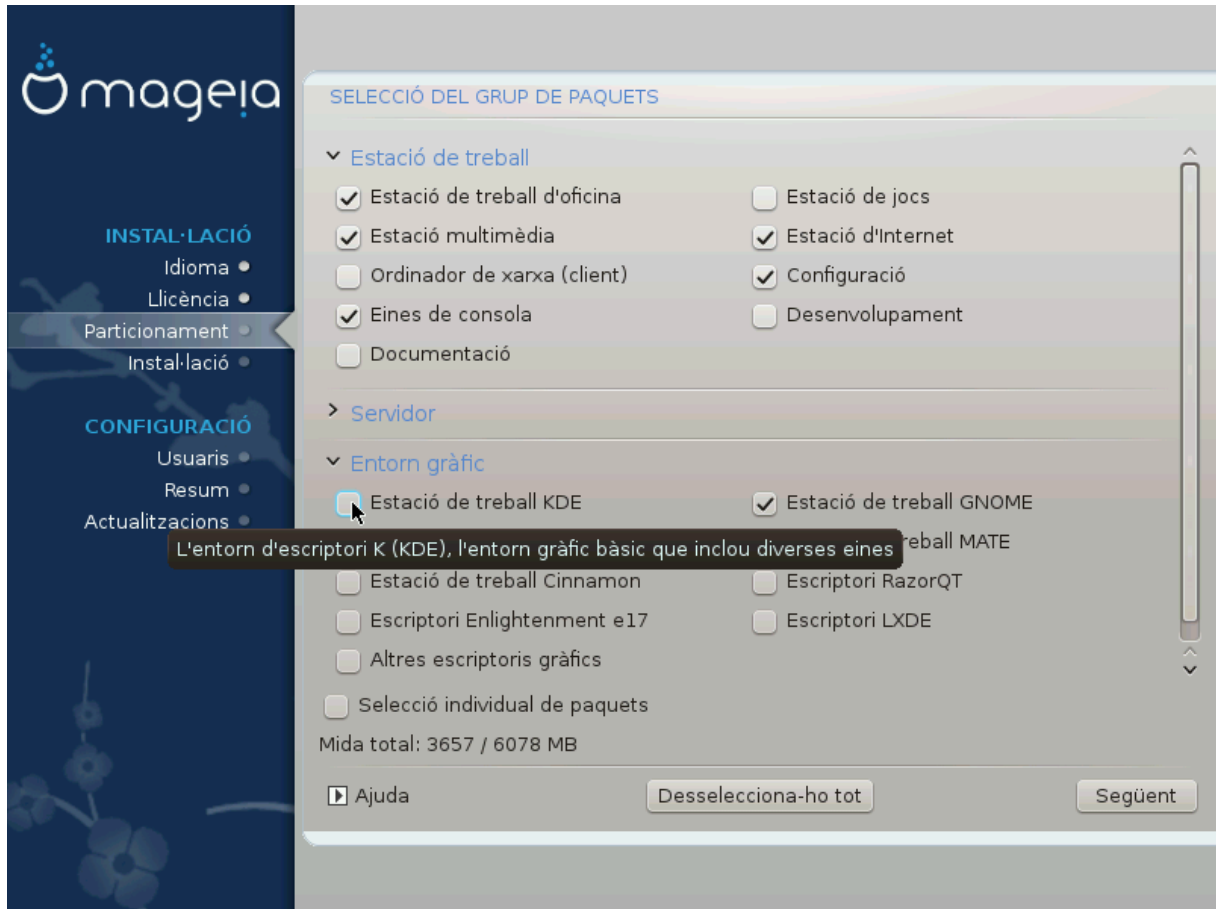 mageia
INSTAL·LACIÓ
Idioma
Llicència
Particionament
Instal·lació
CONFIGURACIÓ
Usuaris
Resum
Actualitzacions
SELECCIÓ DEL GRUP DE PAQUETS
Estació de treball
Estació de treball d'oficina
Estació de jocs
Estació multimèdia
Estació d'Internet
Ordinador de xarxa (client)
Configuració
Eines de consola
Desenvolupament
Documentació
Servidor
Entorn gràfic
Estació de treball KDE
Estació de treball GNOME
L'entorn d'escriptori K (KDE), l'entorn gràfic bàsic que inclou diverses eines
reball MATE
Estació de treball Cinnamon
Escriptori RazorQT
Escriptori Enlightenment e17
Escriptori LXDE
Altres escriptoris gràfics
Selecció individual de paquets
Mida total: 3657 / 6078 MB
Ajuda
Desselecciona-ho tot
Següent